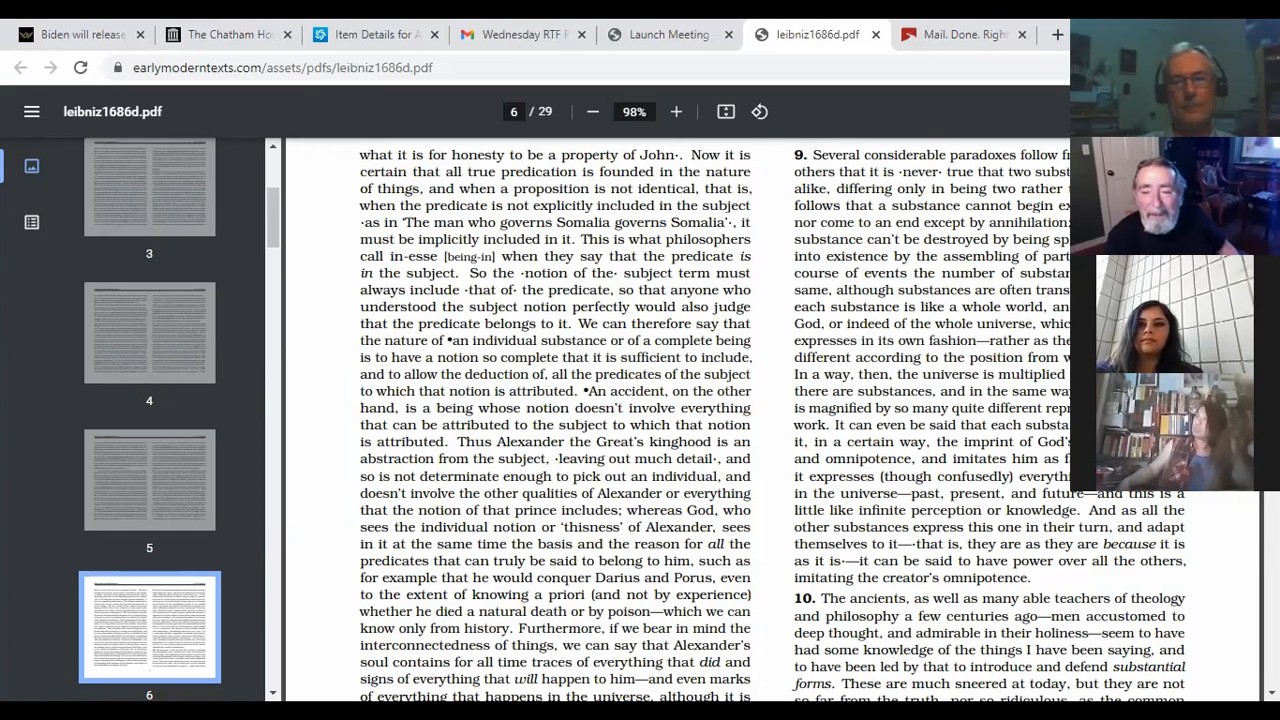 Biden will release
The Chatham Ho
Item Details for A
Wednesday RTF R
Launch Meeting -
leibniz1686d.pdf
Mail. Done. Righ
earlymoderntexts.com/assets/pdfs/leibniz1686d.pdf
leibniz1686d.pdf
6 / 29
98%
3
4
5
6
what it is for honesty to be a property of John·. Now it is
certain that all true predication is founded in the nature
of things, and when a proposition is not identical, that is,
when the predicate is not explicitly included in the subject
·as in 'The man who governs Somalia governs Somalia'·, it
must be implicitly included in it. This is what philosophers
call in-esse [being-in] when they say that the predicate is
in the subject. So the ·notion of the· subject term must
always include ·that of· the predicate, so that anyone who
understood the subject notion perfectly would also judge
that the predicate belongs to it. We can therefore say that
the nature of •an individual substance or of a complete being
is to have a notion so complete that it is sufficient to include,
and to allow the deduction of, all the predicates of the subject
to which that notion is attributed. •An accident, on the other
hand, is a being whose notion doesn't involve everything
that can be attributed to the subject to which that notion
is attributed. Thus Alexander the Great's kinghood is an
abstraction from the subject, ·leaving out much detail·, and
so is not determinate enough to pick out an individual, and
doesn't involve the other qualities of Alexander or everything
that the notion of that prince includes; whereas God, who
sees the individual notion or 'thisness' of Alexander, sees
in it at the same time the basis and the reason for all the
predicates that can truly be said to belong to him, such as
for example that he would conquer Darius and Porus, even
to the extent of knowing a priori (and not by experience)
whether he died a natural death or by poison—which we can
know only from history. Furthermore, if we bear in mind the
interconnectedness of things, we can say that Alexander's
soul contains for all time traces of everything that did and
signs of everything that will happen to him—and even marks
of everything that happens in the universe, although it is
9. Several considerable paradoxes follow f
others that it is ·never· true that two subst
alike, differing only in being two rather
follows that a substance cannot begin ex
nor come to an end except by annihilation;
substance can't be destroyed by being sp
into existence by the assembling of part
course of events the number of substan
same, although substances are often trans
each substance is like a whole world, an
God, or indeed of the whole universe, whic
expresses in its own fashion—rather as the
different according to the position from w
In a way, then, the universe is multiplied
there are substances, and in the same way
is magnified by so many quite different repr
work. It can even be said that each substa
it, in a certain way, the imprint of God's
and omnipotence, and imitates him as f
it expresses (though confusedly) everyth
in the universe—past, present, and future—and this is a
little like infinite perception or knowledge. And as all the
other substances express this one in their turn, and adapt
themselves to it—·that is, they are as they are because it is
as it is·—it can be said to have power over all the others,
imitating the creator's omnipotence.
10. The ancients, as well as many able teachers of theology
and philosophy a few centuries ago—men accustomed to
deep thought, and admirable in their holiness—seem to have
had some knowledge of the things I have been saying, and
to have been led by that to introduce and defend substantial
forms. These are much sneered at today, but they are not
so far from the truth, nor so ridiculous, as the common